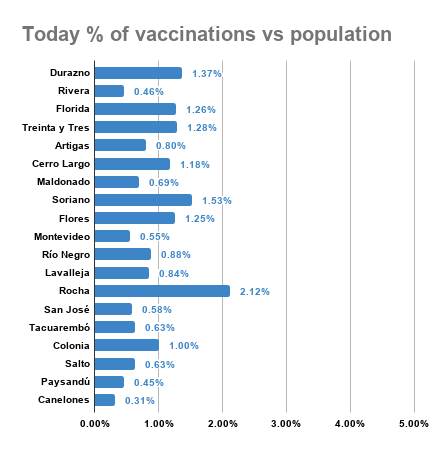 Today % of vaccinations vs population
Durazno 1.37%
Rivera 0.46%
Florida 1.26%
Treinta y Tres 1.28%
Artigas 0.80%
Cerro Largo 1.18%
Maldonado 0.69%
Soriano 1.53%
Flores 1.25%
Montevideo 0.55%
Río Negro 0.88%
Lavalleja 0.84%
Rocha 2.12%
San José 0.58%
Tacuarembó 0.63%
Colonia 1.00%
Salto 0.63%
Paysandú 0.45%
Canelones 0.31%
0.00% 1.00% 2.00% 3.00% 4.00% 5.00%